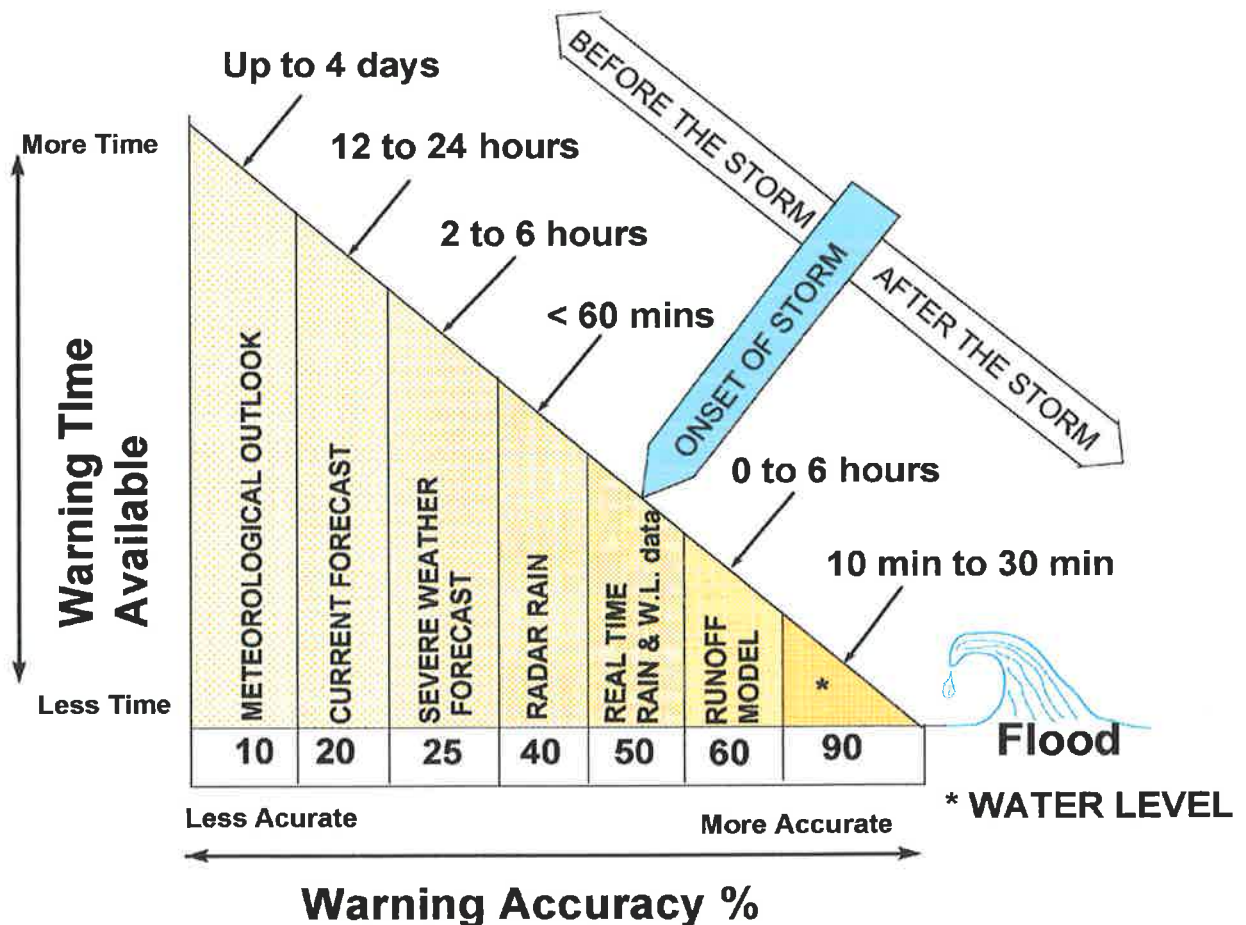 Up to 4 days
More Time
12 to 24 hours
2 to 6 hours
< 60 mins
BEFORE THE STORM
ONSET OF STORM
AFTER THE STORM
0 to 6 hours
10 min to 30 min
Warning TIme
Available
Less Time
METEOROLOGICAL OUTLOOK
CURRENT FORECAST
SEVERE WEATHER
FORECAST
RADAR RAIN
REAL TIME
RAIN & W.L. data
RUNOFF
MODEL
*
10 20 25 40 50 60 90
Flood
* WATER LEVEL
Less Acurate
More Accurate
Warning Accuracy %